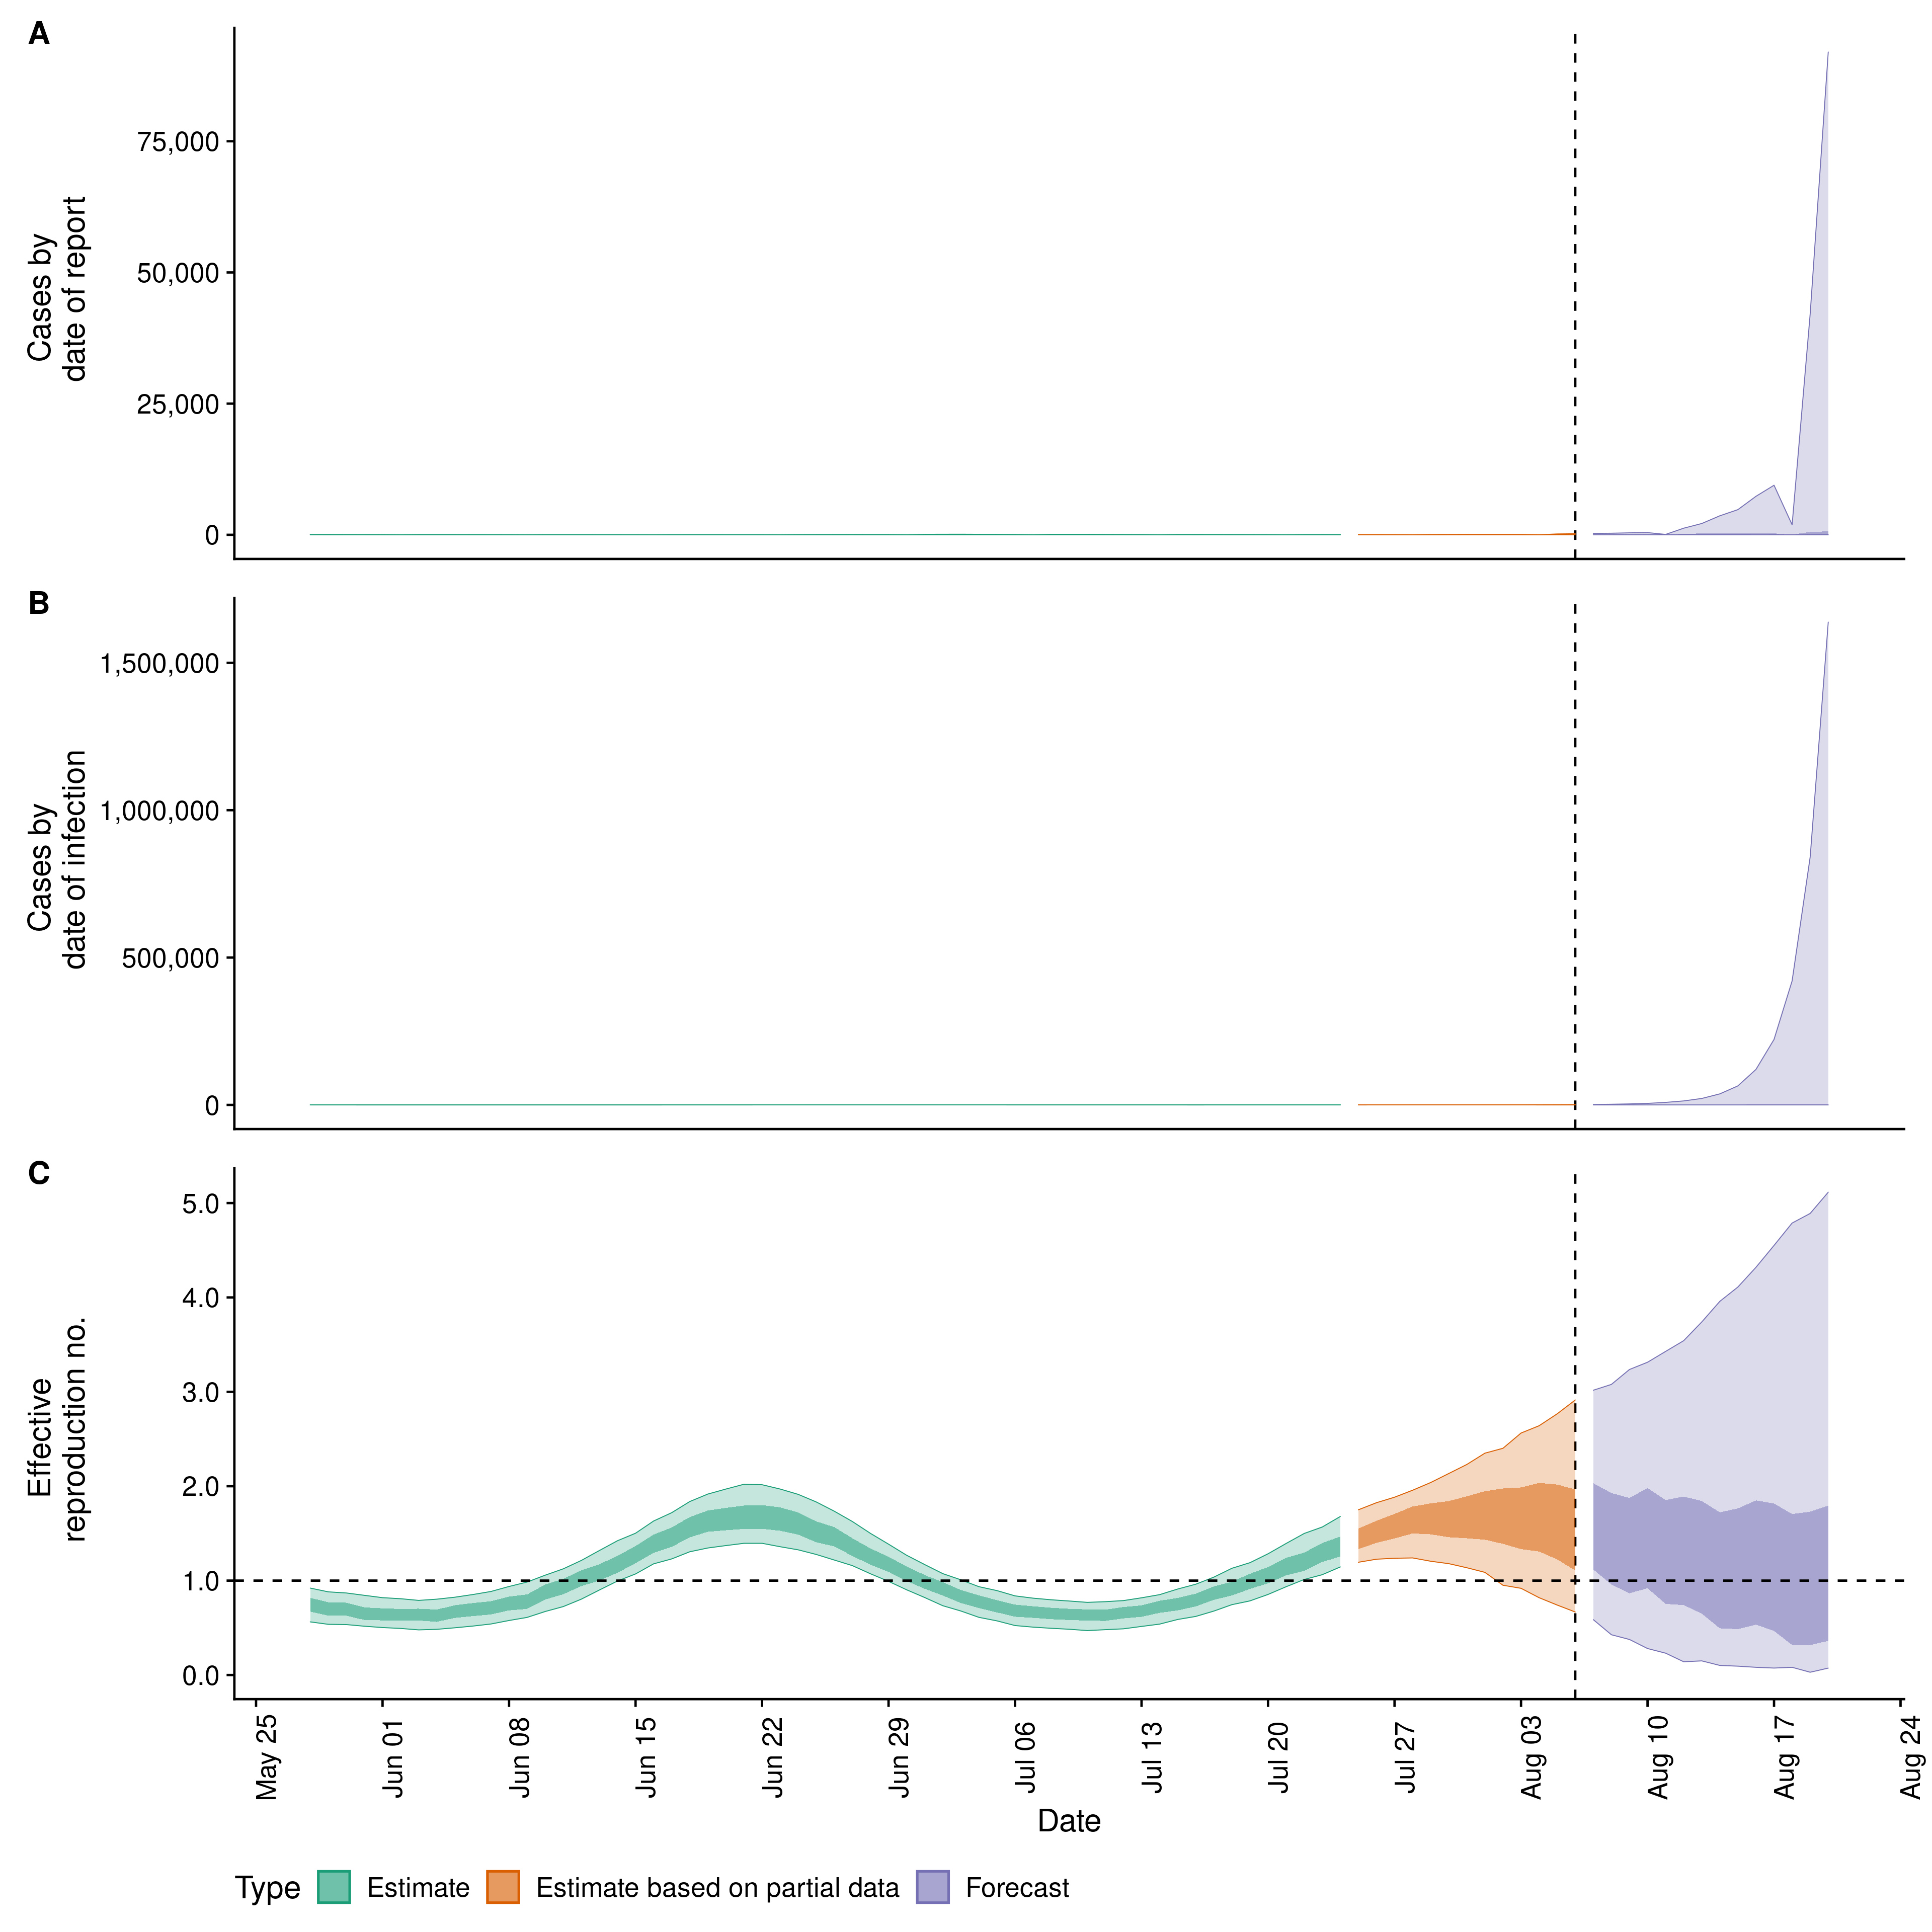 A
Cases by
date of report
75,000
50,000
25,000
0
B
Cases by
date of infection
1,500,000
1,000,000
500,000
0
C
Effective
reproduction no.
5.0
4.0
3.0
2.0
1.0
0.0
May 25
Jun 01
Jun 08
Jun 15
Jun 22
Jun 29
Jul 06
Jul 13
Jul 20
Jul 27
Aug 03
Aug 10
Aug 17
Aug 24
Date
Type Estimate Estimate based on partial data Forecast